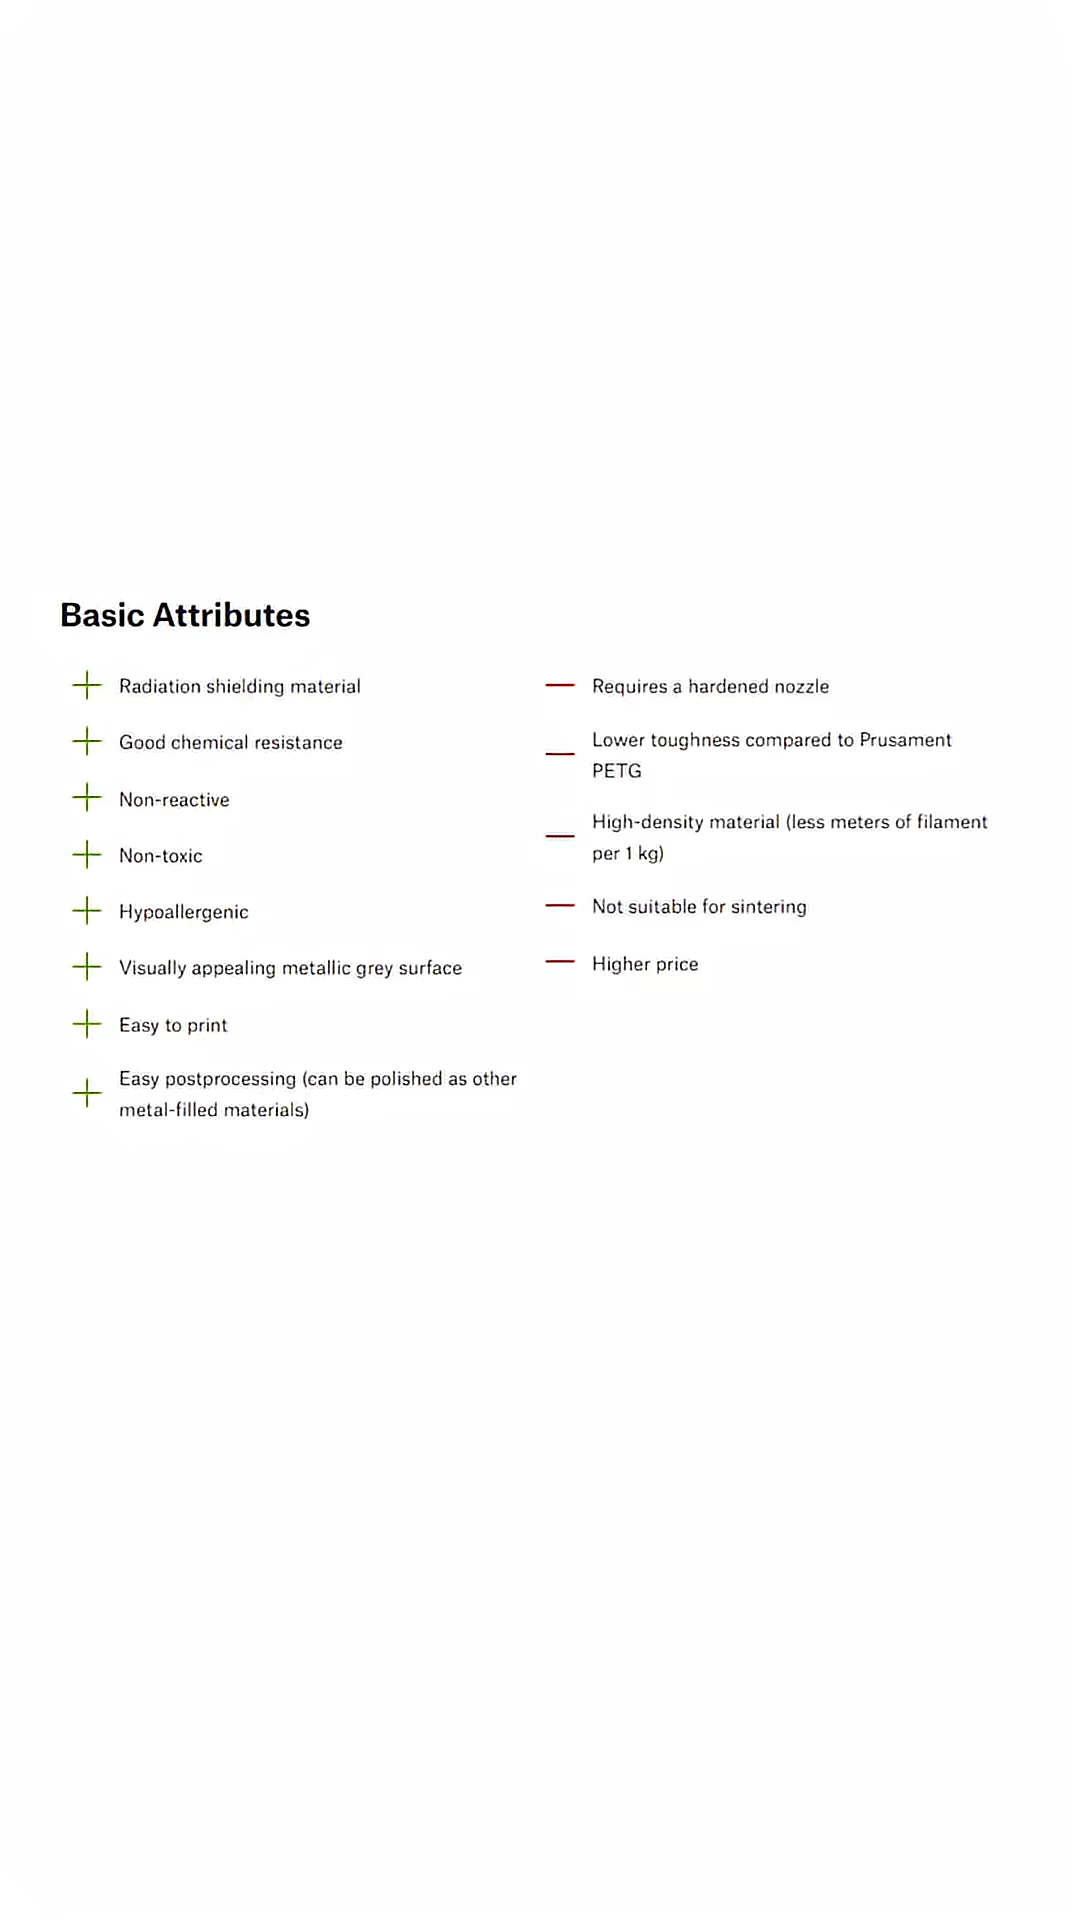 Basic Attributes
Radiation shielding material
Good chemical resistance
Non-reactive
Non-toxic
Hypoallergenic
Visually appealing metallic grey surface
Easy to print
Easy postprocessing (can be polished as other
metal-filled materials)
Requires a hardened nozzle
Lower toughness compared to Prusament
PETG
High-density material (less meters of filament
per 1 kg)
Not suitable for sintering
Higher price